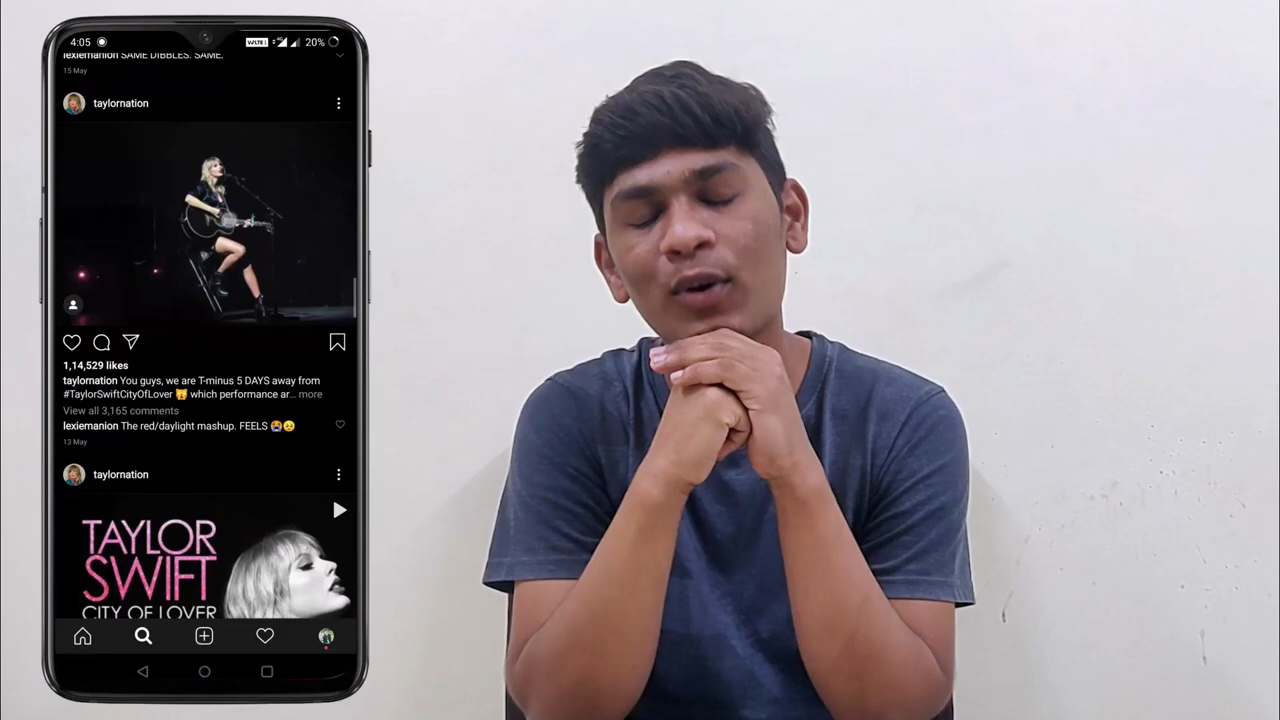 4:05
VoLTE 4G 20%
lexiemanion SAME DIBBLES. SAME.
15 May
taylornation
1,14,529 likes
taylornation You guys, we are T-minus 5 DAYS away from
#TaylorSwiftCityOfLover 🙀 which performance ar... more
View all 3,165 comments
lexiemanion The red/daylight mashup. FEELS 😭🥺
13 May
taylornation
TAYLOR
SWIFT
CITY OF LOVER